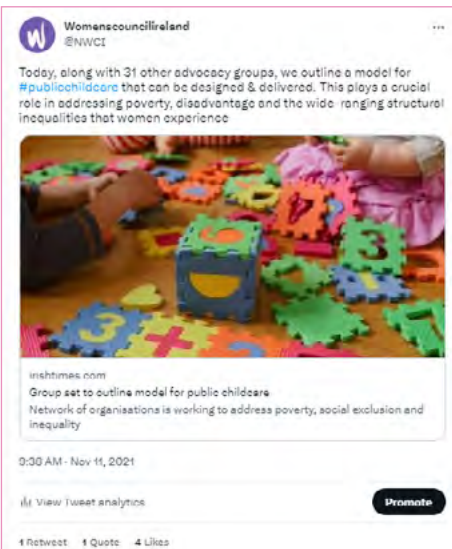 Womenscouncilireland
@NWCI
Today, along with 31 other advocacy groups, we outline a model for
#publicchildcare that can be designed & delivered. This plays a crucial
role in addressing poverty, disadvantage and the wide-ranging structural
inequalities that women experience
irishtimes.com
Group set to outline model for public childcare
Network of organisations is working to address poverty, social exclusion and
inequality
9:30 AM · Nov 11, 2021
View Tweet analytics
Promote
1 Retweet 1 Quote 4 Likes